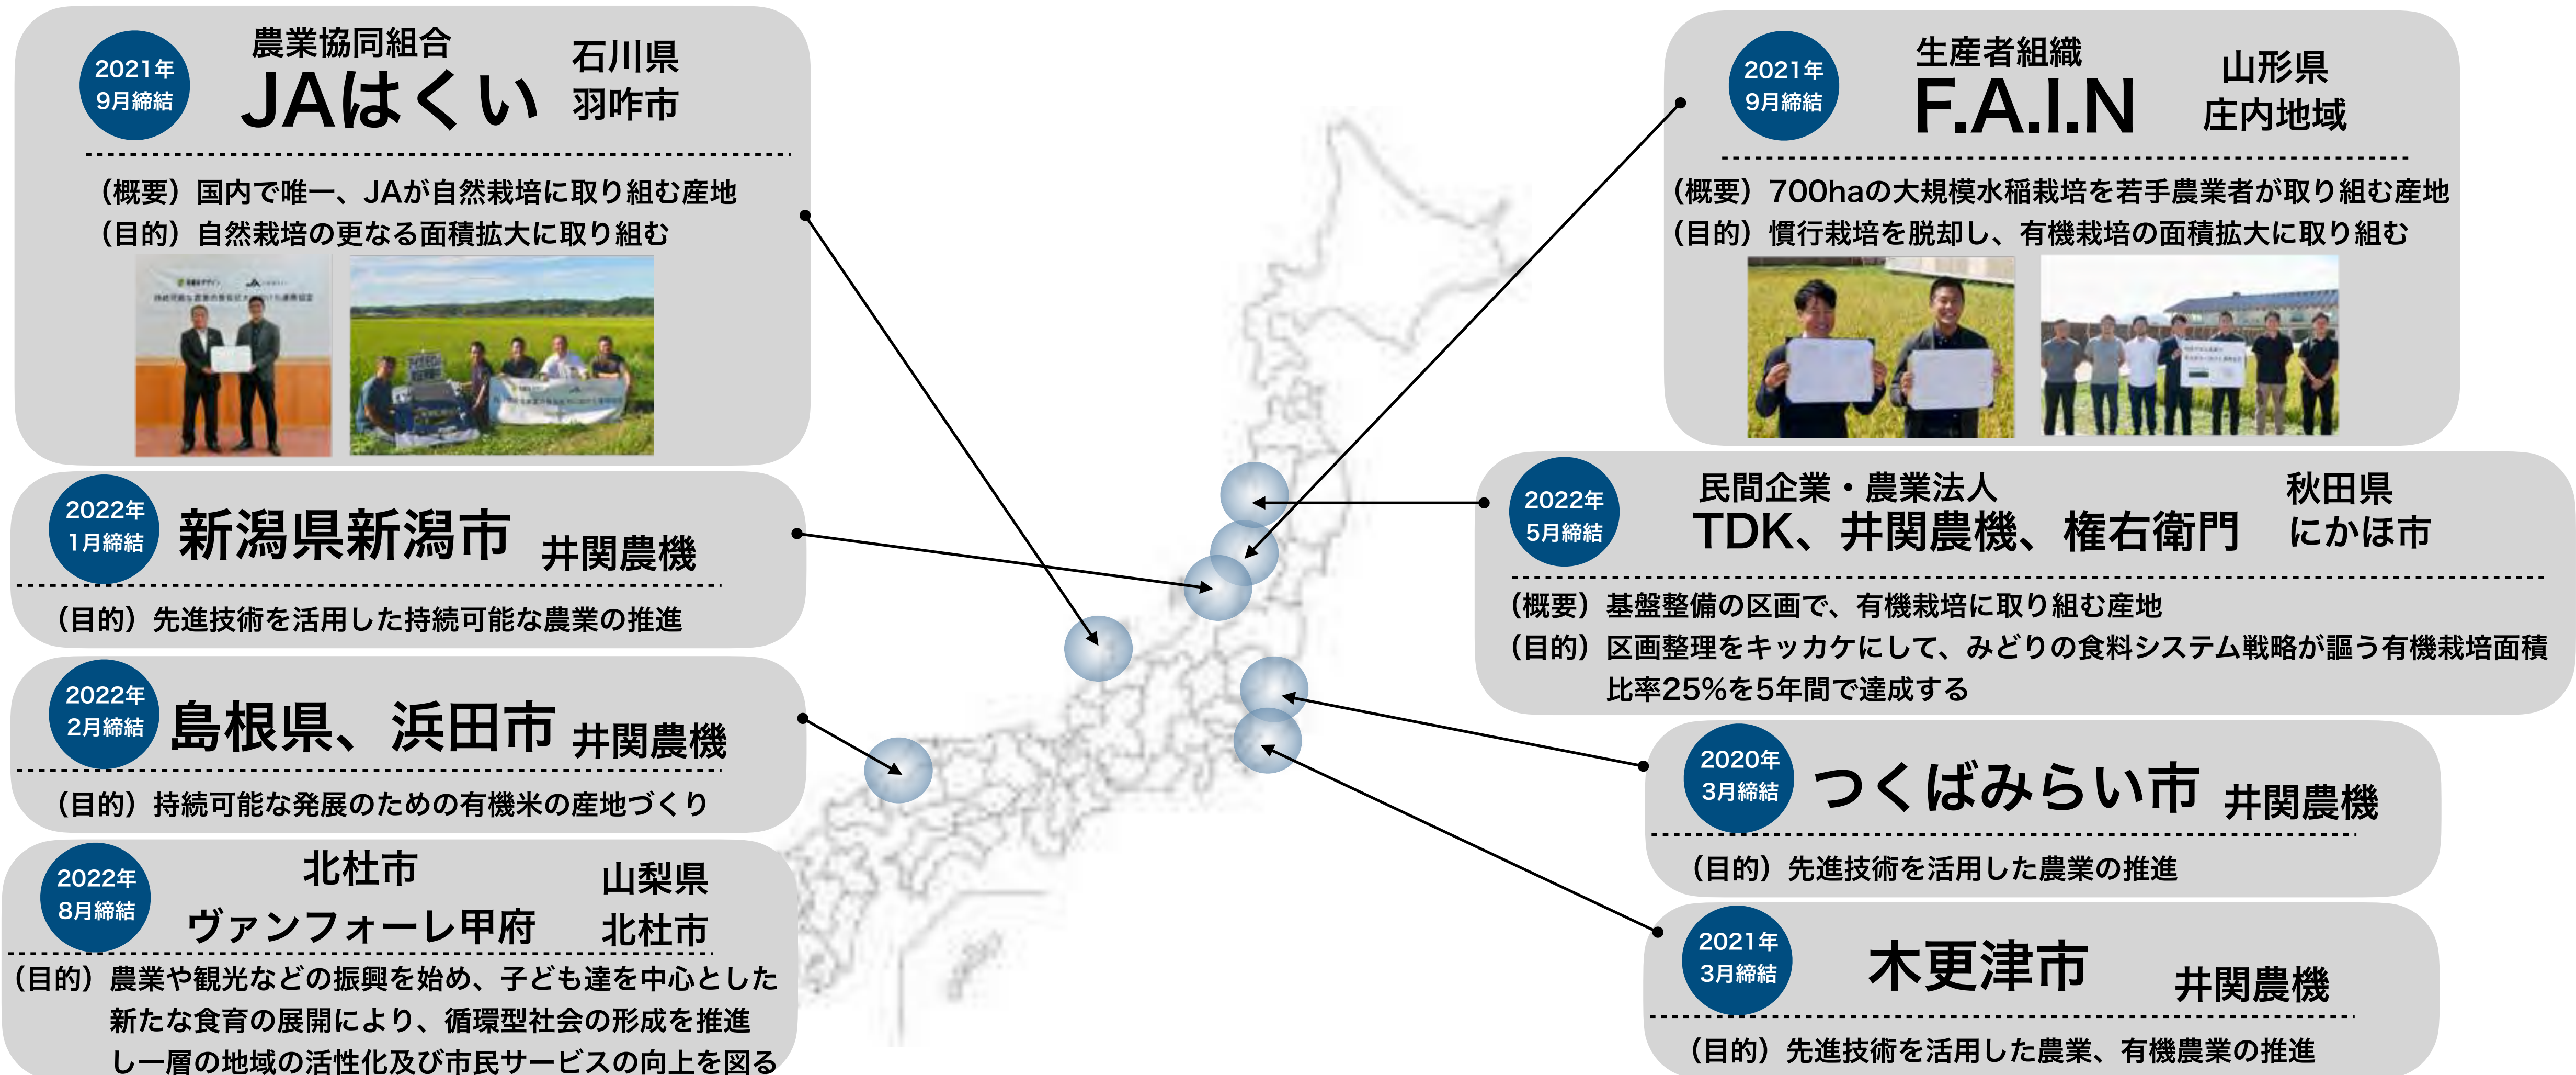 2021年
9月締結
農業協同組合
JAはくい
石川県
羽咋市
（概要）国内で唯一、JAが自然栽培に取り組む産地
（目的）自然栽培の更なる面積拡大に取り組む
2022年
1月締結
新潟県新潟市 井関農機
（目的）先進技術を活用した持続可能な農業の推進
2022年
2月締結
島根県、浜田市 井関農機
（目的）持続可能な発展のための有機米の産地づくり
2022年
8月締結
北杜市
ヴァンフォーレ甲府
山梨県
北杜市
（目的）農業や観光などの振興を始め、子ども達を中心とした
新たな食育の展開により、循環型社会の形成を推進
し一層の地域の活性化及び市民サービスの向上を図る
2021年
9月締結
生産者組織
F.A.I.N
山形県
庄内地域
（概要）700haの大規模水稲栽培を若手農業者が取り組む産地
（目的）慣行栽培を脱却し、有機栽培の面積拡大に取り組む
2022年
5月締結
民間企業・農業法人
TDK、井関農機、権右衛門
秋田県
にかほ市
（概要）基盤整備の区画で、有機栽培に取り組む産地
（目的）区画整理をキッカケにして、みどりの食料システム戦略が謳う有機栽培面積
比率25%を5年間で達成する
2020年
3月締結
つくばみらい市 井関農機
（目的）先進技術を活用した農業の推進
2021年
3月締結
木更津市 井関農機
（目的）先進技術を活用した農業、有機農業の推進